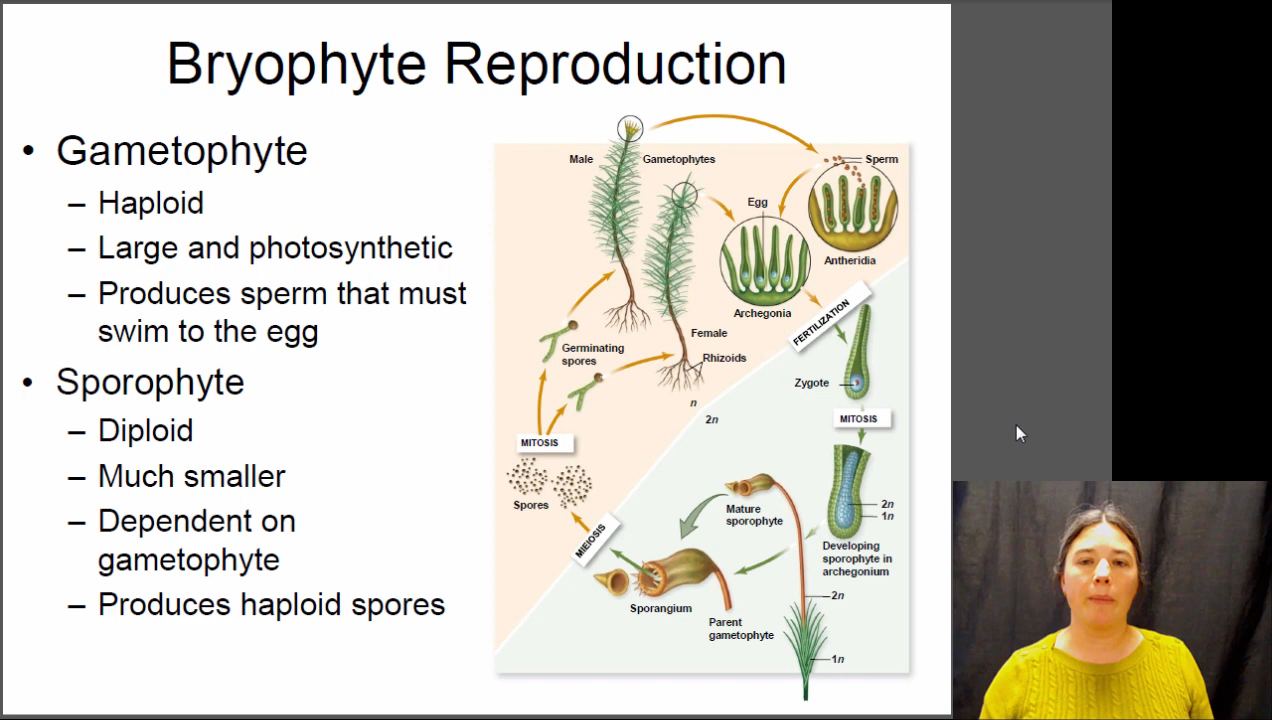 Bryophyte Reproduction
• Gametophyte
– Haploid
– Large and photosynthetic
– Produces sperm that must
swim to the egg
• Sporophyte
– Diploid
– Much smaller
– Dependent on
gametophyte
– Produces haploid spores
Male
Gametophytes
Sperm
Egg
Antheridia
Archegonia
FERTILIZATION
Female
Rhizoids
Germinating
spores
Zygote
n
2n
MITOSIS
MITOSIS
Spores
MEIOSIS
Mature
sporophyte
2n
1n
Developing
sporophyte in
archegonium
Sporangium
Parent
gametophyte
2n
1n